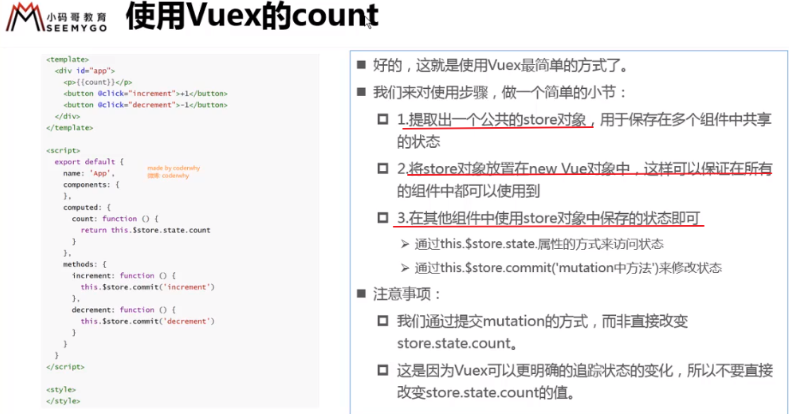 小码哥教育
SEEMYGO
使用Vuex的count
<template>
<div id="app">
<p>{{count}}</p>
<button @click="increment">+1</button>
<button @click="decrement">-1</button>
</div>
</template>
<script>
export default {
name: 'App',
components: {
},
computed: {
count: function () {
return this.$store.state.count
}
},
methods: {
increment: function () {
this.$store.commit('increment')
},
decrement: function () {
this.$store.commit('decrement')
}
}
}
</script>
<style>
</style>
made by coderwhy
微博: coderwhy
好的，这就是使用Vuex最简单的方式了。
我们来对使用步骤，做一个简单的小节：
1.提取出一个公共的store对象，用于保存在多个组件中共享
的状态
2.将store对象放置在new Vue对象中，这样可以保证在所有
的组件中都可以使用到
3.在其他组件中使用store对象中保存的状态即可
通过this.$store.state.属性的方式来访问状态
通过this.$store.commit('mutation中方法')来修改状态
注意事项：
我们通过提交mutation的方式，而非直接改变
store.state.count。
这是因为Vuex可以更明确的追踪状态的变化，所以不要直接
改变store.state.count的值。